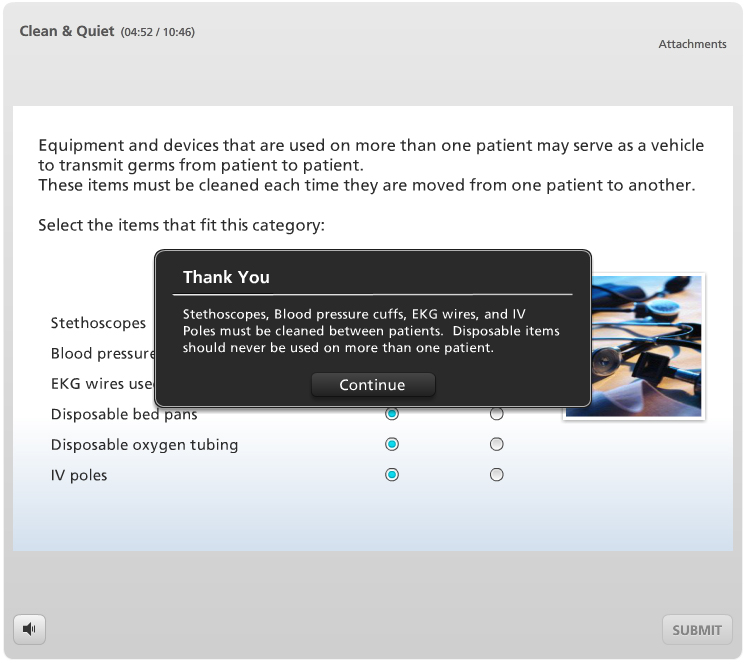 Clean & Quiet (04:52 / 10:46)
Attachments
Equipment and devices that are used on more than one patient may serve as a vehicle
to transmit germs from patient to patient.
These items must be cleaned each time they are moved from one patient to another.
Select the items that fit this category:
Thank You
Stethoscopes, Blood pressure cuffs, EKG wires, and IV
Poles must be cleaned between patients.  Disposable items
should never be used on more than one patient.
Continue
Stethoscopes
Blood pressure
EKG wires
Disposable bed pans
Disposable oxygen tubing
IV poles
SUBMIT